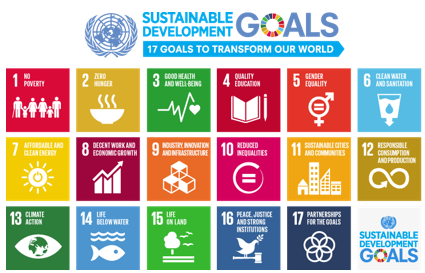 SUSTAINABLE
DEVELOPMENT
GOALS
17 GOALS TO TRANSFORM OUR WORLD
1 NO
POVERTY
2 ZERO
HUNGER
3 GOOD HEALTH
AND WELL-BEING
4 QUALITY
EDUCATION
5 GENDER
EQUALITY
6 CLEAN WATER
AND SANITATION
7 AFFORDABLE AND
CLEAN ENERGY
8 DECENT WORK AND
ECONOMIC GROWTH
9 INDUSTRY, INNOVATION
AND INFRASTRUCTURE
10 REDUCED
INEQUALITIES
11 SUSTAINABLE CITIES
AND COMMUNITIES
12 RESPONSIBLE
CONSUMPTION
AND PRODUCTION
13 CLIMATE
ACTION
14 LIFE
BELOW WATER
15 LIFE
ON LAND
16 PEACE, JUSTICE
AND STRONG
INSTITUTIONS
17 PARTNERSHIPS
FOR THE GOALS
SUSTAINABLE
DEVELOPMENT
GOALS